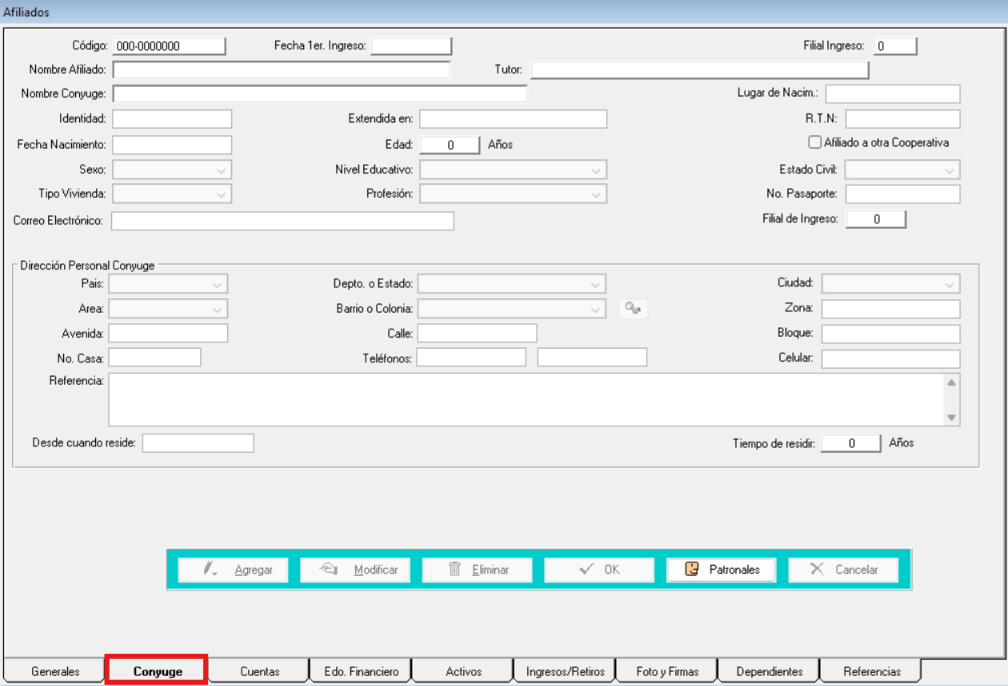 Afiliados
Código: 000-0000000 Fecha 1er. Ingreso: Filial Ingreso: 0
Nombre Afiliado: Tutor:
Nombre Conyuge: Lugar de Nacim.:
Identidad: Extendida en: R.T.N:
Fecha Nacimiento: Edad: 0 Años Afiliado a otra Cooperativa
Sexo: Nivel Educativo: Estado Civil:
Tipo Vivienda: Profesión: No. Pasaporte:
Correo Electrónico: Filial de Ingreso: 0
Dirección Personal Conyuge
Pais: Depto. o Estado: Ciudad:
Area: Barrio o Colonia: Zona:
Avenida: Calle: Bloque:
No. Casa: Teléfonos: Celular:
Referencia:
Desde cuando reside: Tiempo de residir: 0 Años
Agregar Modificar Eliminar OK Patronales Cancelar
Generales Conyuge Cuentas Edo. Financiero Activos Ingresos/Retiros Foto y Firmas Dependientes Referencias